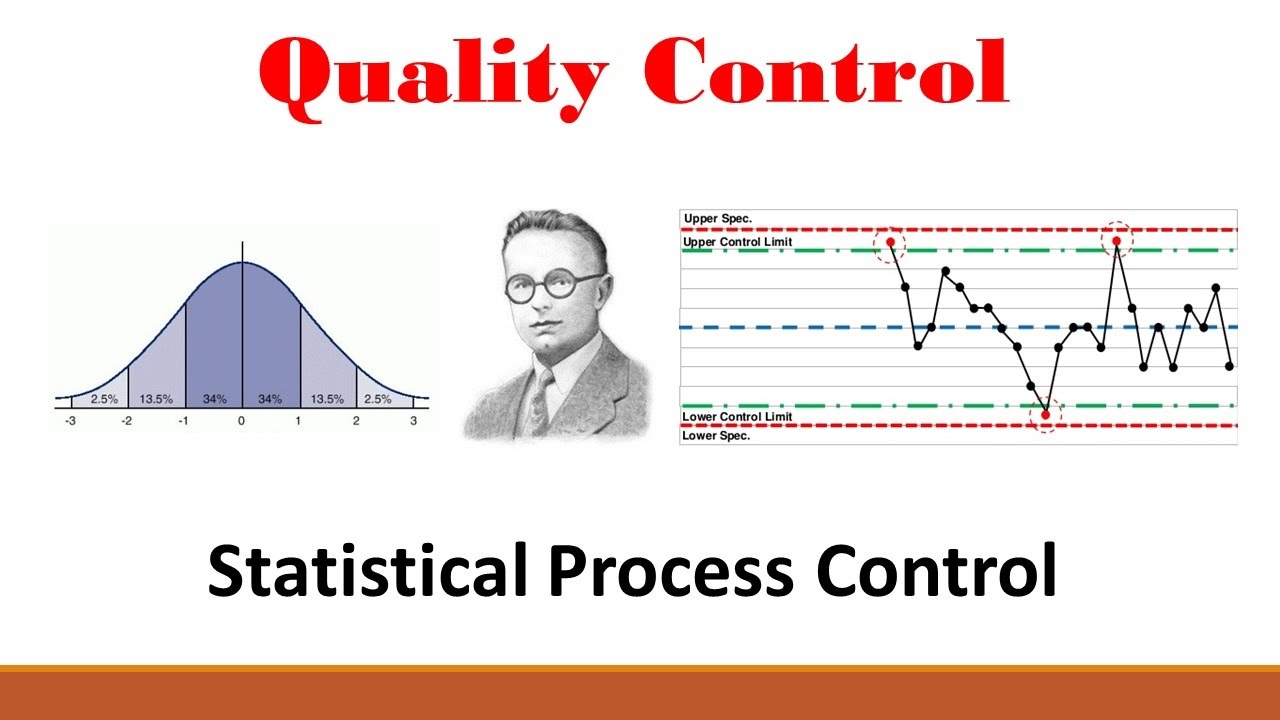 Quality Control
2.5% 13.5% 34% 34% 13.5% 2.5%
-3 -2 -1 0 1 2 3
Upper Spec.
Upper Control Limit
Lower Control Limit
Lower Spec.
Statistical Process Control